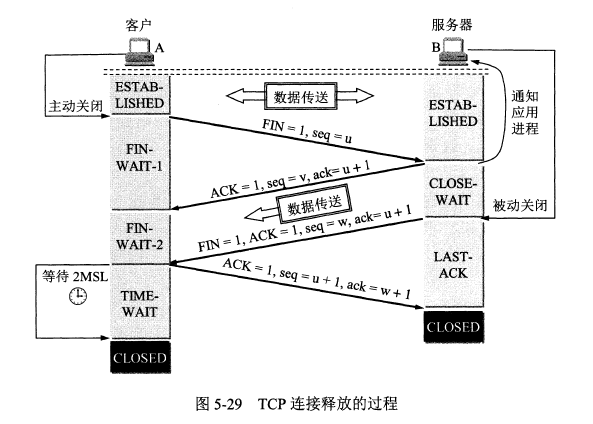 客户
服务器
A
B
ESTAB-
LISHED
主动关闭
数据传送
ESTAB-
LISHED
通知
应用
进程
FIN = 1, seq = u
FIN-
WAIT-1
ACK = 1, seq = v, ack= u + 1
CLOSE-
WAIT
数据传送
被动关闭
FIN = 1, ACK = 1, seq = w, ack= u + 1
FIN-
WAIT-2
ACK = 1, seq = u + 1, ack = w + 1
LAST-
ACK
等待 2MSL
TIME-
WAIT
CLOSED
CLOSED
图 5-29 TCP 连接释放的过程